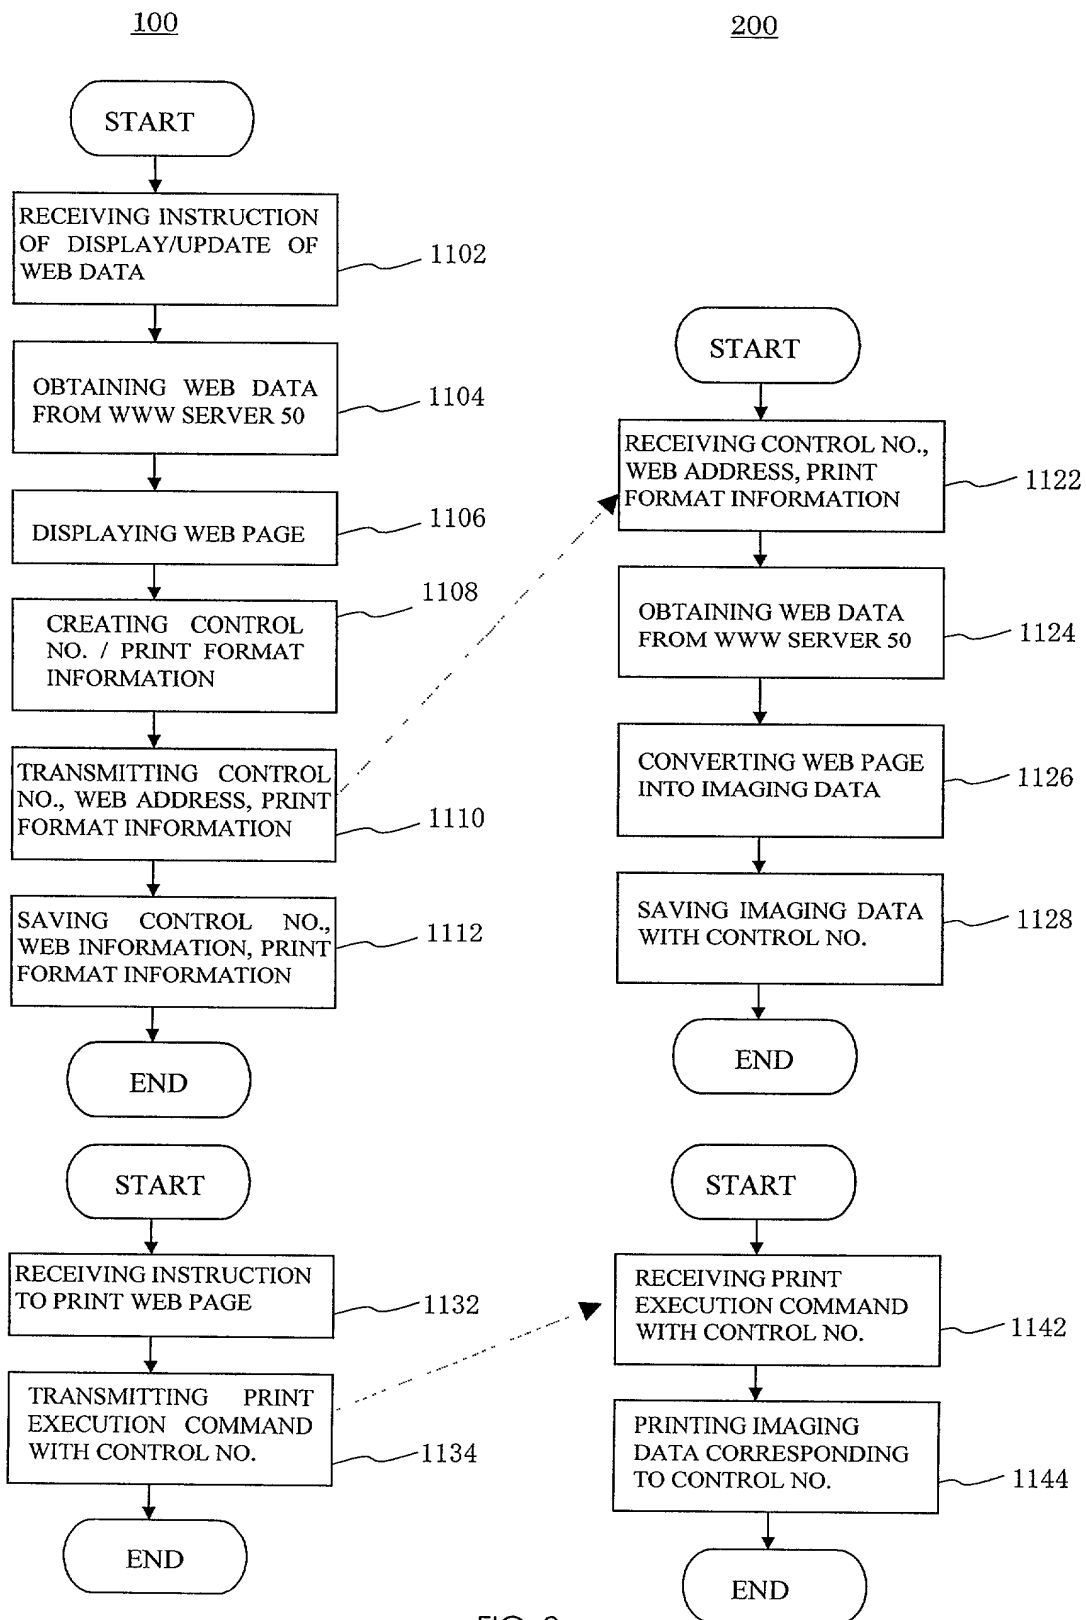 100
START
RECEIVING INSTRUCTION
OF DISPLAY/UPDATE OF
WEB DATA
1102
OBTAINING WEB DATA
FROM WWW SERVER 50
1104
DISPLAYING WEB PAGE
1106
CREATING CONTROL
NO. / PRINT FORMAT
INFORMATION
1108
TRANSMITTING CONTROL
NO., WEB ADDRESS, PRINT
FORMAT INFORMATION
1110
SAVING CONTROL NO.,
WEB INFORMATION, PRINT
FORMAT INFORMATION
1112
END
START
RECEIVING INSTRUCTION
TO PRINT WEB PAGE
1132
TRANSMITTING PRINT
EXECUTION COMMAND
WITH CONTROL NO.
1134
END
200
START
RECEIVING CONTROL NO.,
WEB ADDRESS, PRINT
FORMAT INFORMATION
1122
OBTAINING WEB DATA
FROM WWW SERVER 50
1124
CONVERTING WEB PAGE
INTO IMAGING DATA
1126
SAVING IMAGING DATA
WITH CONTROL NO.
1128
END
START
RECEIVING PRINT
EXECUTION COMMAND
WITH CONTROL NO.
1142
PRINTING IMAGING
DATA CORRESPONDING
TO CONTROL NO.
1144
END